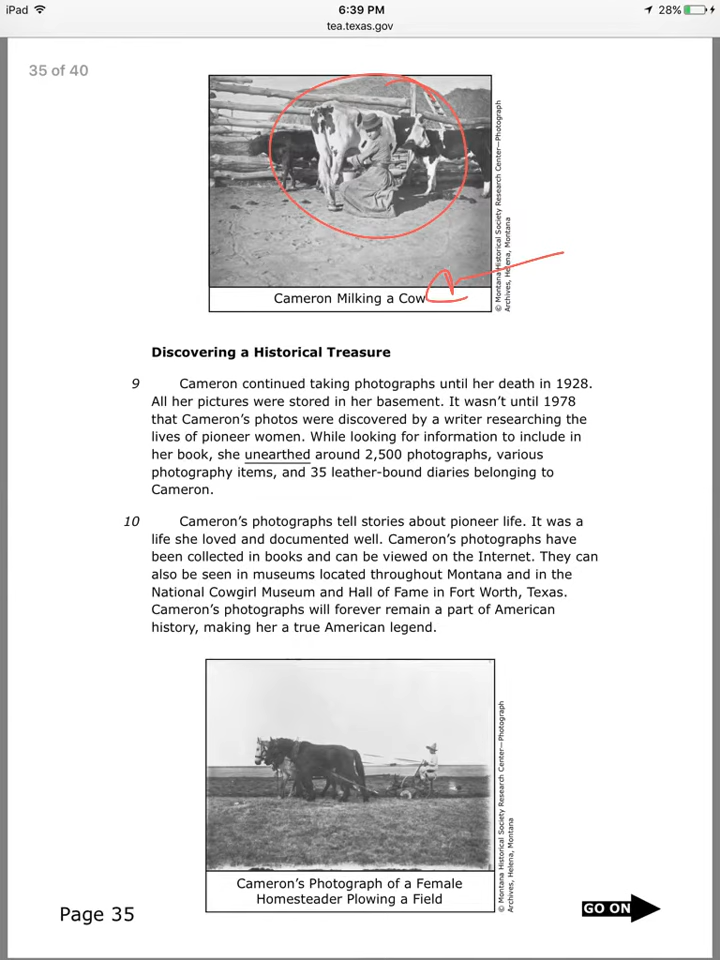 iPad 6:39 PM 28%
tea.texas.gov
35 of 40
© Montana Historical Society Research Center—Photograph
Archives, Helena, Montana
Cameron Milking a Cow
Discovering a Historical Treasure
9 Cameron continued taking photographs until her death in 1928.
All her pictures were stored in her basement. It wasn’t until 1978
that Cameron’s photos were discovered by a writer researching the
lives of pioneer women. While looking for information to include in
her book, she unearthed around 2,500 photographs, various
photography items, and 35 leather-bound diaries belonging to
Cameron.
10 Cameron’s photographs tell stories about pioneer life. It was a
life she loved and documented well. Cameron’s photographs have
been collected in books and can be viewed on the Internet. They can
also be seen in museums located throughout Montana and in the
National Cowgirl Museum and Hall of Fame in Fort Worth, Texas.
Cameron’s photographs will forever remain a part of American
history, making her a true American legend.
© Montana Historical Society Research Center—Photograph
Archives, Helena, Montana
Cameron’s Photograph of a Female
Homesteader Plowing a Field
Page 35
GO ON